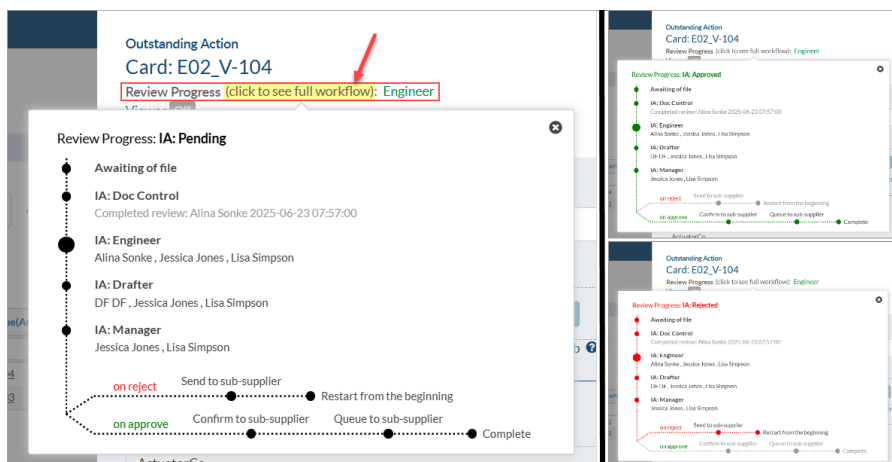 Outstanding Action
Card: E02_V-104
Review Progress (click to see full workflow): Engineer
Viewer Off
Review Progress: IA: Pending
Awaiting of file
IA: Doc Control
Completed review: Alina Sonke 2025-06-23 07:57:00
IA: Engineer
Alina Sonke , Jessica Jones , Lisa Simpson
IA: Drafter
DF DF , Jessica Jones , Lisa Simpson
IA: Manager
Jessica Jones , Lisa Simpson
on reject
Send to sub-supplier
Restart from the beginning
on approve
Confirm to sub-supplier
Queue to sub-supplier
Complete
Outstanding Action
Card: E02_V-104
Review Progress (click to see full workflow): Engineer
Review Progress: IA: Approved
Awaiting of file
IA: Doc Control
Completed review: Alina Sonke 2025-06-23 07:57:00
IA: Engineer
Alina Sonke , Jessica Jones , Lisa Simpson
IA: Drafter
DF DF , Jessica Jones , Lisa Simpson
IA: Manager
Jessica Jones , Lisa Simpson
on reject
Send to sub-supplier
Restart from the beginning
on approve
Confirm to sub-supplier
Queue to sub-supplier
Complete
Outstanding Action
Card: E02_V-104
Review Progress (click to see full workflow): Engineer
Review Progress: IA: Rejected
Awaiting of file
IA: Doc Control
Completed review: Alina Sonke 2025-06-23 07:57:00
IA: Engineer
Alina Sonke , Jessica Jones , Lisa Simpson
IA: Drafter
DF DF , Jessica Jones , Lisa Simpson
IA: Manager
Jessica Jones , Lisa Simpson
on reject
Send to sub-supplier
Restart from the beginning
on approve
Confirm to sub-supplier
Queue to sub-supplier
Complete